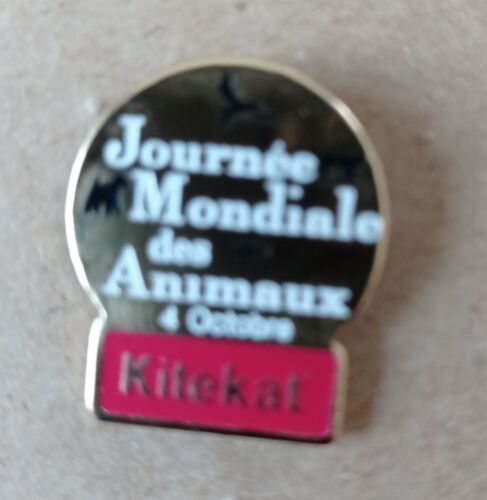 Journée
Mondiale
des
Animaux
4 Octobre
Kitekat